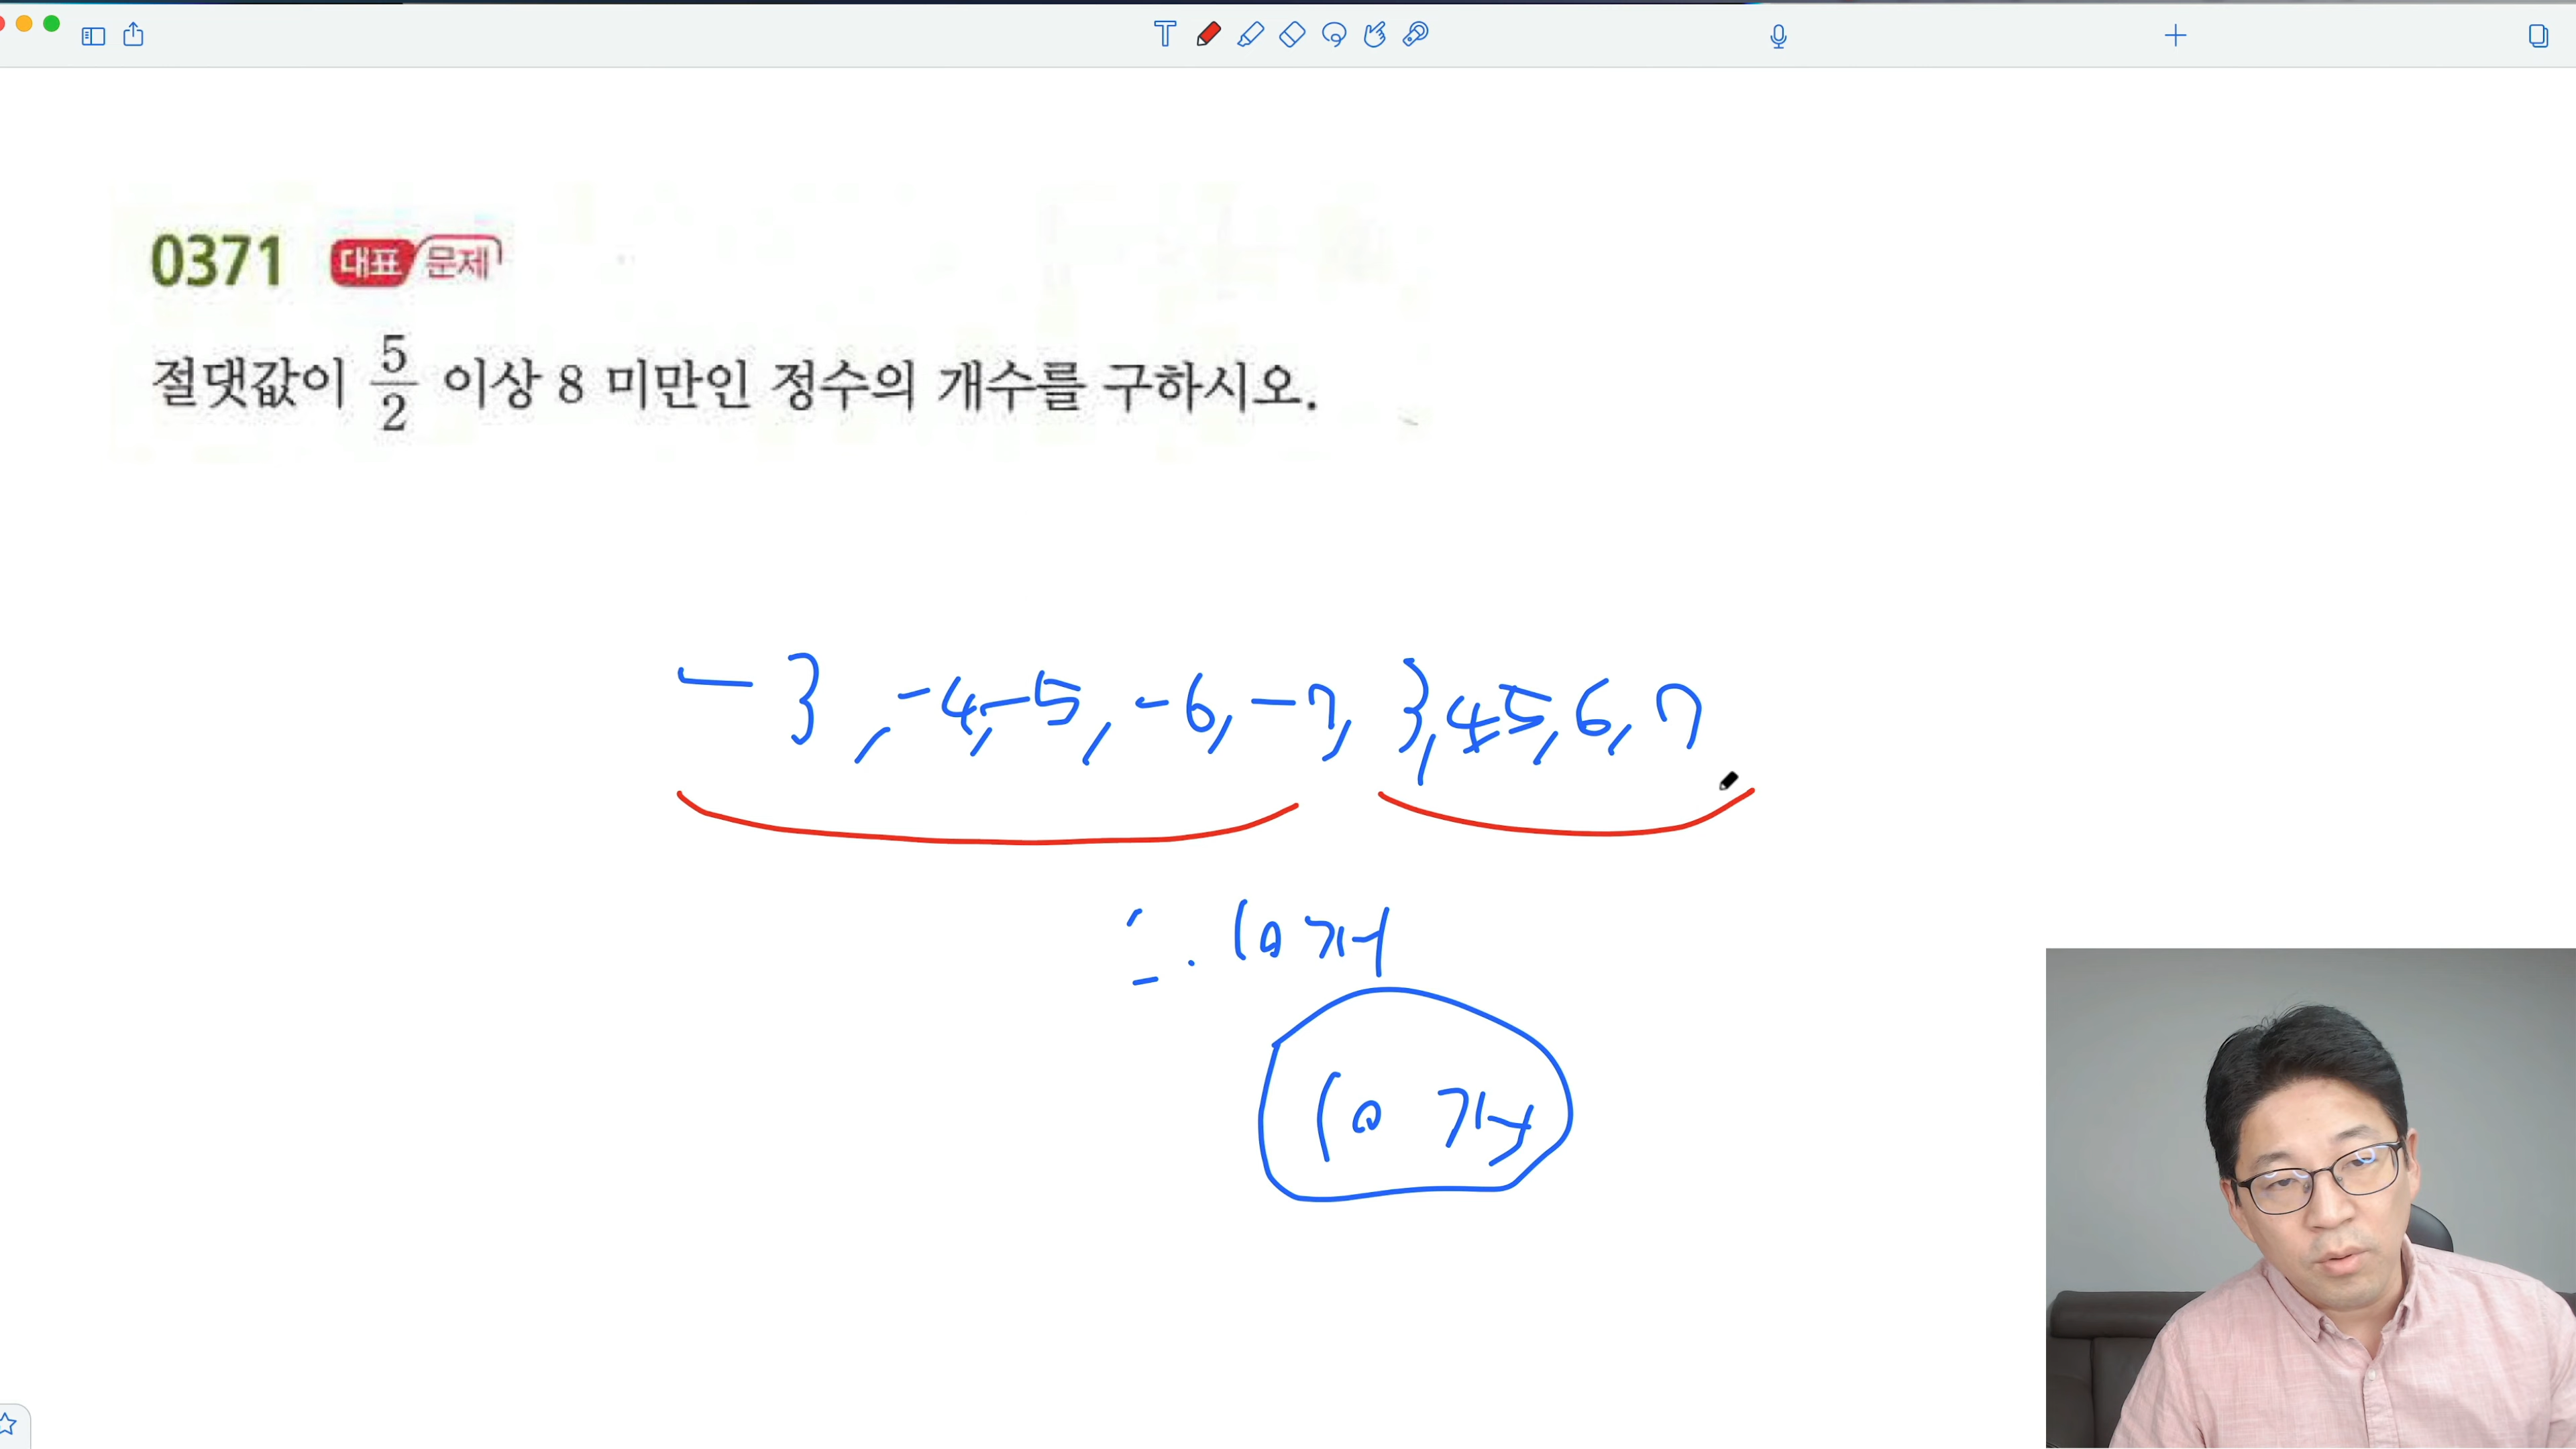 0371 대표 문제
절댓값이 5/2 이상 8 미만인 정수의 개수를 구하시오.
-3, -4, -5, -6, -7, 3, 4, 5, 6, 7
∴ 10개
10개